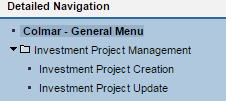 Detailed Navigation
Colmar - General Menu
Investment Project Management
Investment Project Creation
Investment Project Update